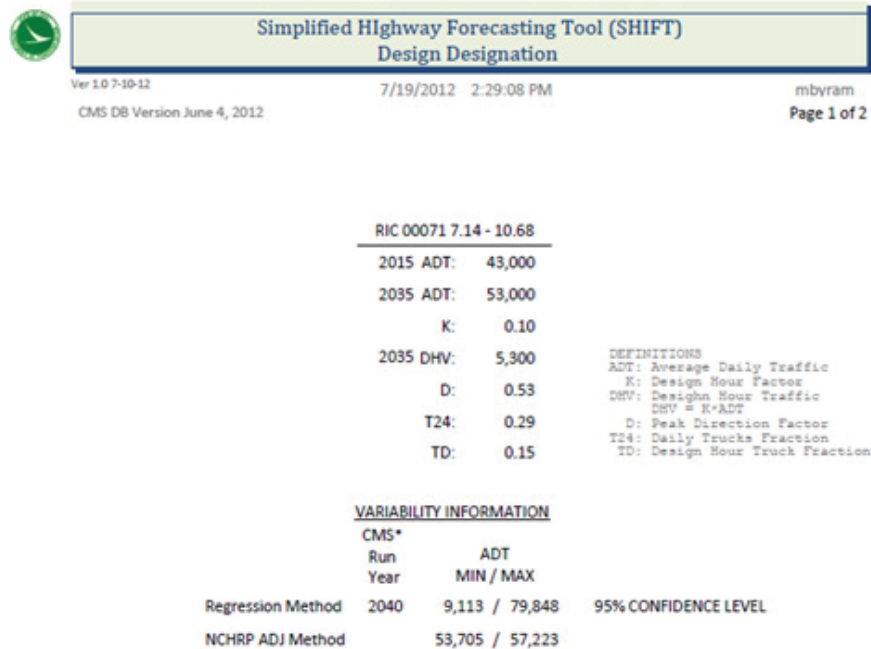 Simplified HIghway Forecasting Tool (SHIFT)
Design Designation
Ver 1.0 7-10-12
7/19/2012 2:29:08 PM
mbyram
CMS DB Version June 4, 2012
Page 1 of 2
RIC 00071 7.14 - 10.68
2015 ADT: 43,000
2035 ADT: 53,000
K: 0.10
2035 DHV: 5,300
D: 0.53
T24: 0.29
TD: 0.15
DEFINITIONS
ADT: Average Daily Traffic
K: Design Hour Factor
DHV: Desighn Hour Traffic
DHV = K*ADT
D: Peak Direction Factor
T24: Daily Trucks Fraction
TD: Design Hour Truck Fraction
VARIABILITY INFORMATION
CMS*
Run
Year
ADT
MIN / MAX
Regression Method 2040 9,113 / 79,848 95% CONFIDENCE LEVEL
NCHRP ADJ Method 53,705 / 57,223